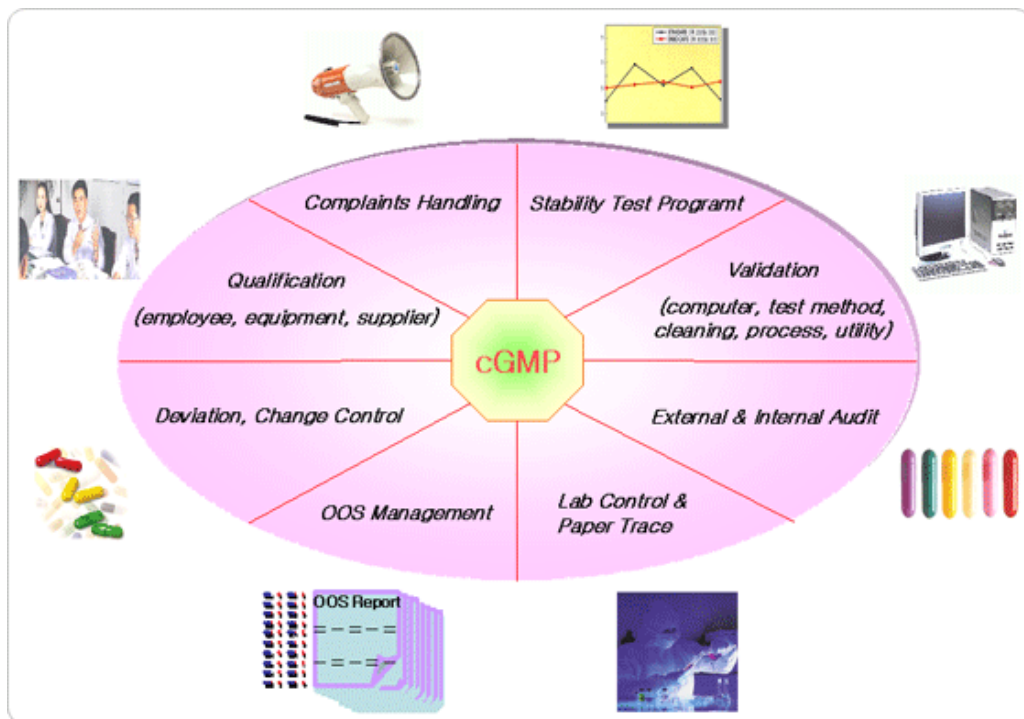 Complaints Handling
Stability Test Programt
Qualification
(employee, equipment, supplier)
Validation
(computer, test method,
cleaning, process, utility)
cGMP
Deviation, Change Control
External & Internal Audit
OOS Management
Lab Control &
Paper Trace
OOS Report